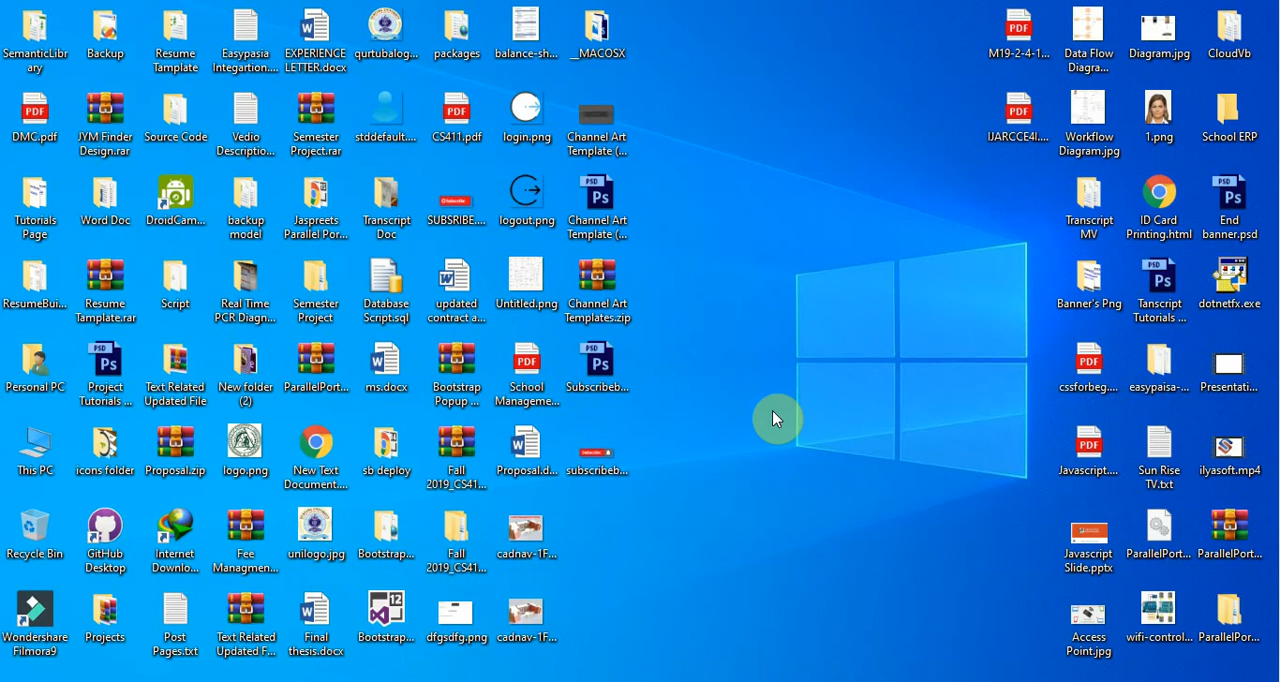 SemanticLibr
ary
Backup
Resume
Tamplate
Easypasia
Integartion....
EXPERIENCE
LETTER.docx
qurtubalog...
packages
balance-sh...
__MACOSX
M19-2-4-1...
Data Flow
Diagra...
Diagram.jpg
CloudVb
DMC.pdf
JYM Finder
Design.rar
Source Code
Vedio
Descriptio...
Semester
Project.rar
stddefault....
CS411.pdf
login.png
Channel Art
Template (...
IJARCCE4I....
Workflow
Diagram.jpg
1.png
School ERP
Tutorials
Page
Word Doc
DroidCam...
backup
model
Jaspreets
Parallel Por...
Transcript
Doc
SUBSRIBE....
logout.png
Channel Art
Template (...
Transcript
MV
ID Card
Printing.html
End
banner.psd
ResumeBui...
Resume
Tamplate.rar
Script
Real Time
PCR Diagn...
Semester
Project
Database
Script.sql
updated
contract a...
Untitled.png
Channel Art
Templates.zip
Banner's Png
Tanscript
Tutorials ...
dotnetfx.exe
Personal PC
Project
Tutorials ...
Text Related
Updated File
New folder
(2)
ParallelPort...
ms.docx
Bootstrap
Popup ...
School
Manageme...
Subscribeb...
cssforbeg....
easypaisa-...
Presentati...
This PC
icons folder
Proposal.zip
logo.png
New Text
Document....
sb deploy
Fall
2019_CS41...
Proposal.d...
subscribeb...
Javascript....
Sun Rise
TV.txt
ilyasoft.mp4
Recycle Bin
GitHub
Desktop
Internet
Downlo...
Fee
Managmen...
unilogo.jpg
Bootstrap...
Fall
2019_CS41...
cadnav-1F...
Javascript
Slide.pptx
ParallelPort...
ParallelPort...
Wondershare
Filmora9
Projects
Post
Pages.txt
Text Related
Updated F...
Final
thesis.docx
Bootstrap...
dfgsdfg.png
cadnav-1F...
Access
Point.jpg
wifi-control...
ParallelPor...